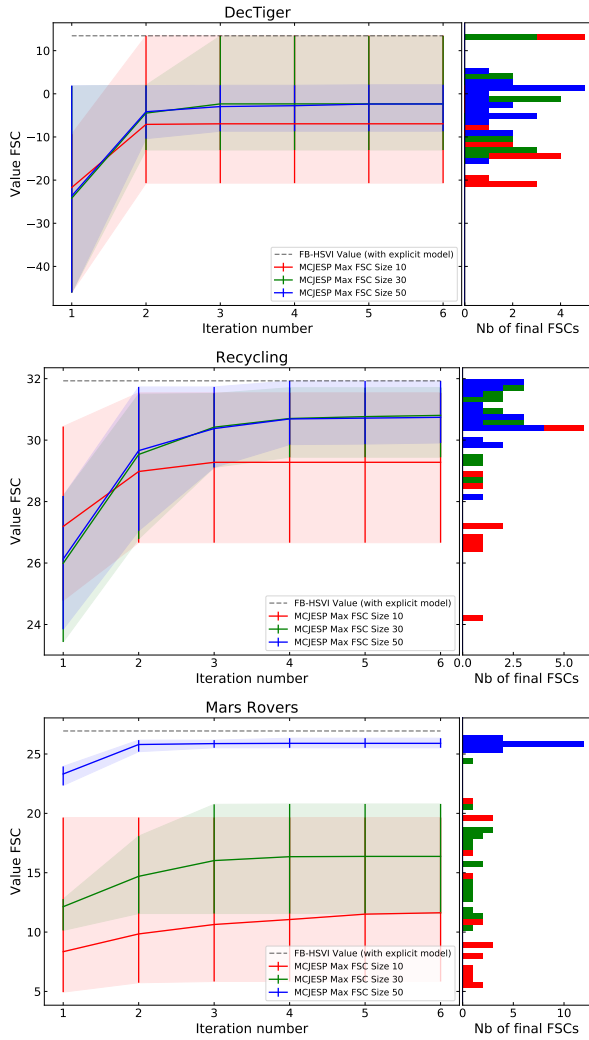 DecTiger
10
0
−10
−20
−30
−40
Value FSC
FB-HSVI Value (with explicit model)
MCJESP Max FSC Size 10
MCJESP Max FSC Size 30
MCJESP Max FSC Size 50
1 2 3 4 5 6
Iteration number
0 2 4
Nb of final FSCs
Recycling
32
30
28
26
24
Value FSC
FB-HSVI Value (with explicit model)
MCJESP Max FSC Size 10
MCJESP Max FSC Size 30
MCJESP Max FSC Size 50
1 2 3 4 5 6
Iteration number
0.0 2.5 5.0
Nb of final FSCs
Mars Rovers
25
20
15
10
5
Value FSC
FB-HSVI Value (with explicit model)
MCJESP Max FSC Size 10
MCJESP Max FSC Size 30
MCJESP Max FSC Size 50
1 2 3 4 5 6
Iteration number
0 5 10
Nb of final FSCs